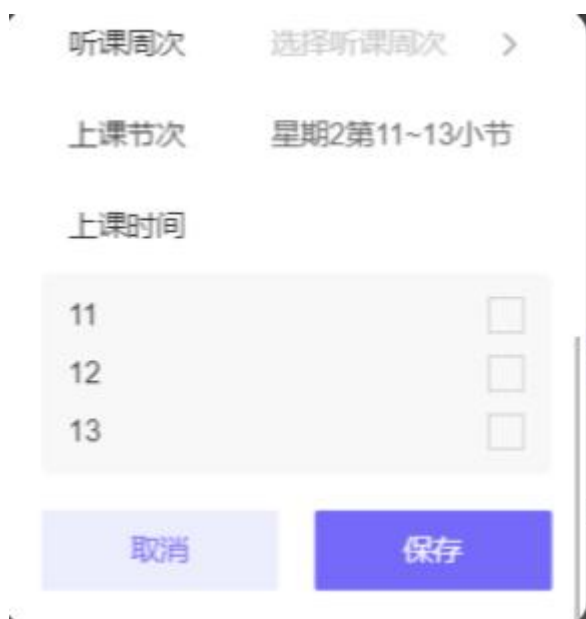 听课周次 选择听课周次 >
上课节次 星期2第11~13小节
上课时间
11
12
13
取消 保存